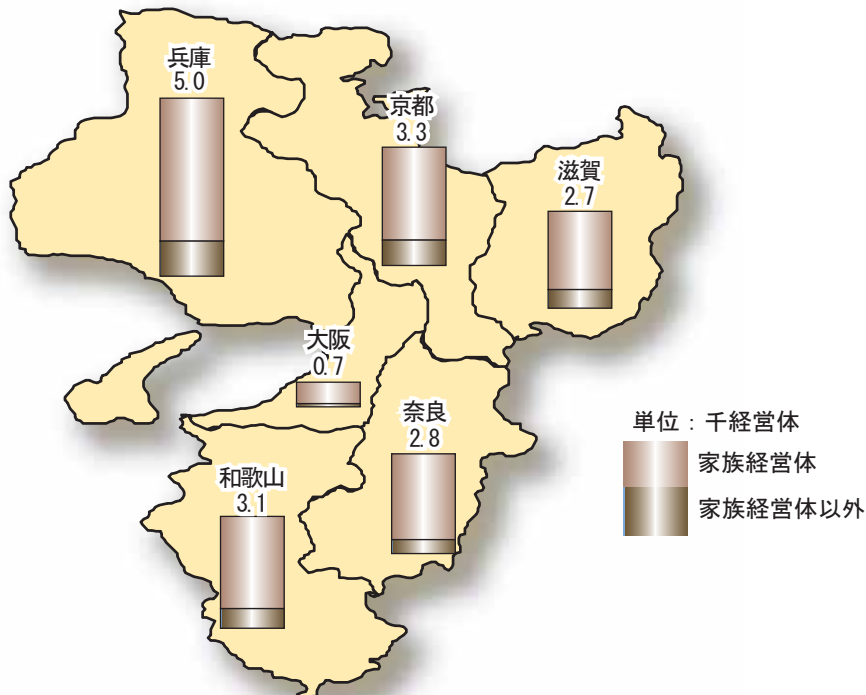 兵庫
5.0
京都
3.3
滋賀
2.7
大阪
0.7
奈良
2.8
和歌山
3.1
単位：千経営体
家族経営体
家族経営体以外